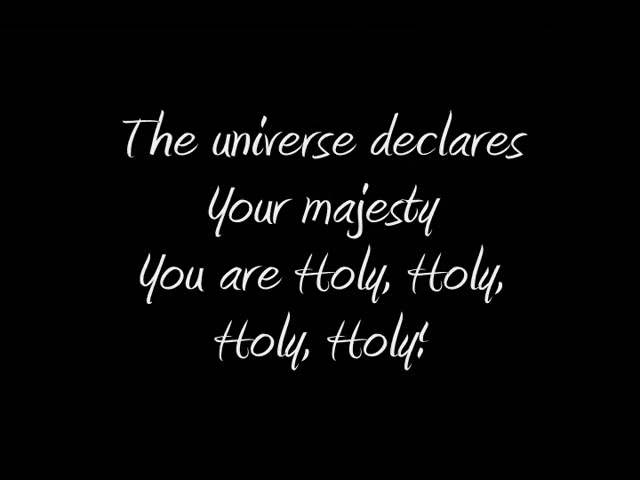 The universe declares
Your majesty
You are Holy, Holy,
Holy, Holy!